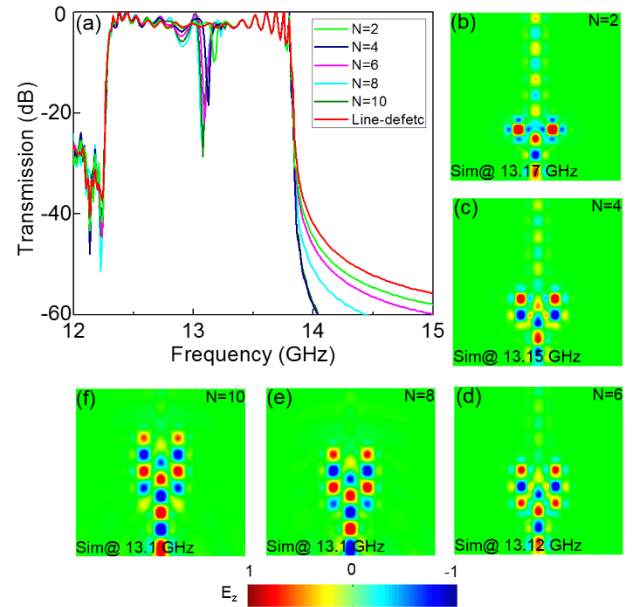 (a)
N=2
N=4
N=6
N=8
N=10
Line-defetc
Transmission (dB)
0
-20
-40
-60
12
13
14
15
Frequency (GHz)
(b)
N=2
Sim@ 13.17 GHz
(c)
N=4
Sim@ 13.15 GHz
(f)
N=10
Sim@ 13.1 GHz
(e)
N=8
Sim@ 13.1 GHz
(d)
N=6
Sim@ 13.12 GHz
E_z
1
0
-1